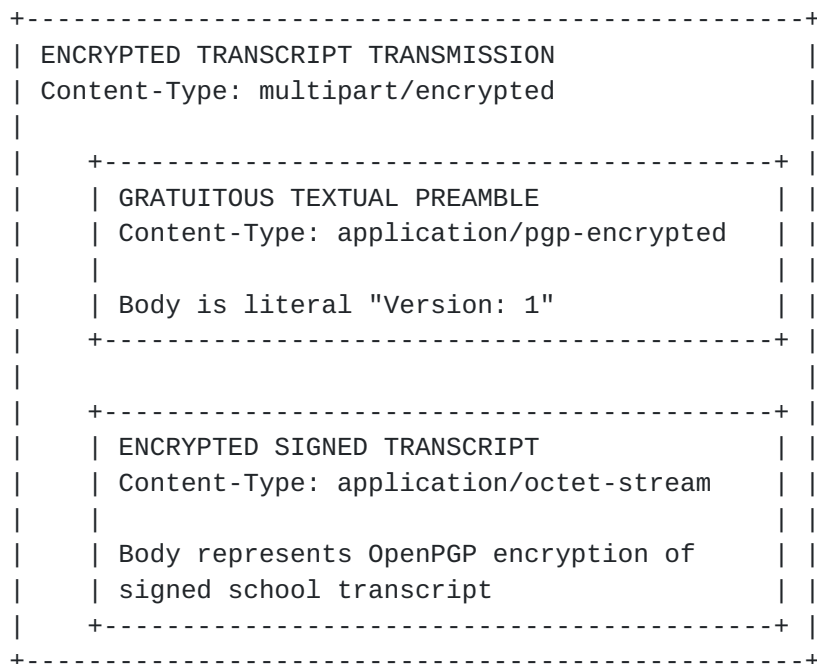 ENCRYPTED TRANSCRIPT TRANSMISSION
Content-Type: multipart/encrypted
GRATUITOUS TEXTUAL PREAMBLE
Content-Type: application/pgp-encrypted
Body is literal "Version: 1"
ENCRYPTED SIGNED TRANSCRIPT
Content-Type: application/octet-stream
Body represents OpenPGP encryption of
signed school transcript